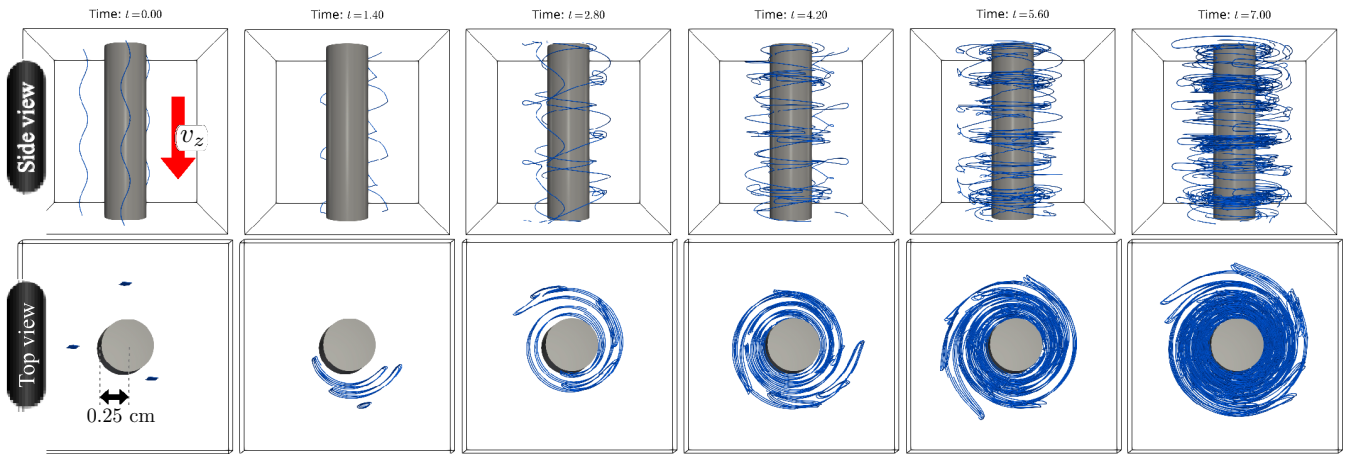 Time: t=0.00
Time: t=1.40
Time: t=2.80
Time: t=4.20
Time: t=5.60
Time: t=7.00
Side view
v_z
Top view
0.25 cm